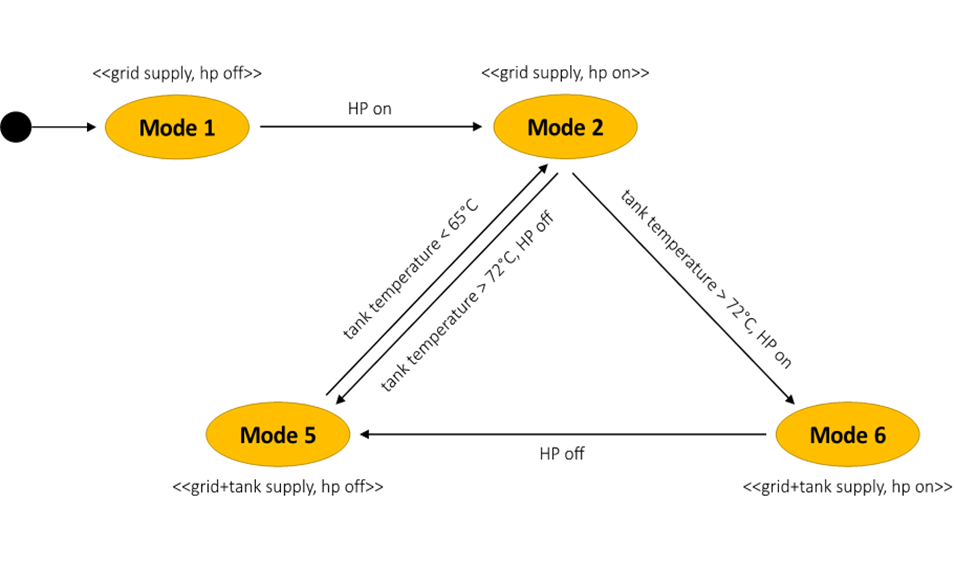 <<grid supply, hp off>>
<<grid supply, hp on>>
Mode 1
HP on
Mode 2
tank temperature < 65°C
tank temperature > 72°C, HP off
tank temperature > 72°C, HP on
Mode 5
HP off
Mode 6
<<grid+tank supply, hp off>>
<<grid+tank supply, hp on>>